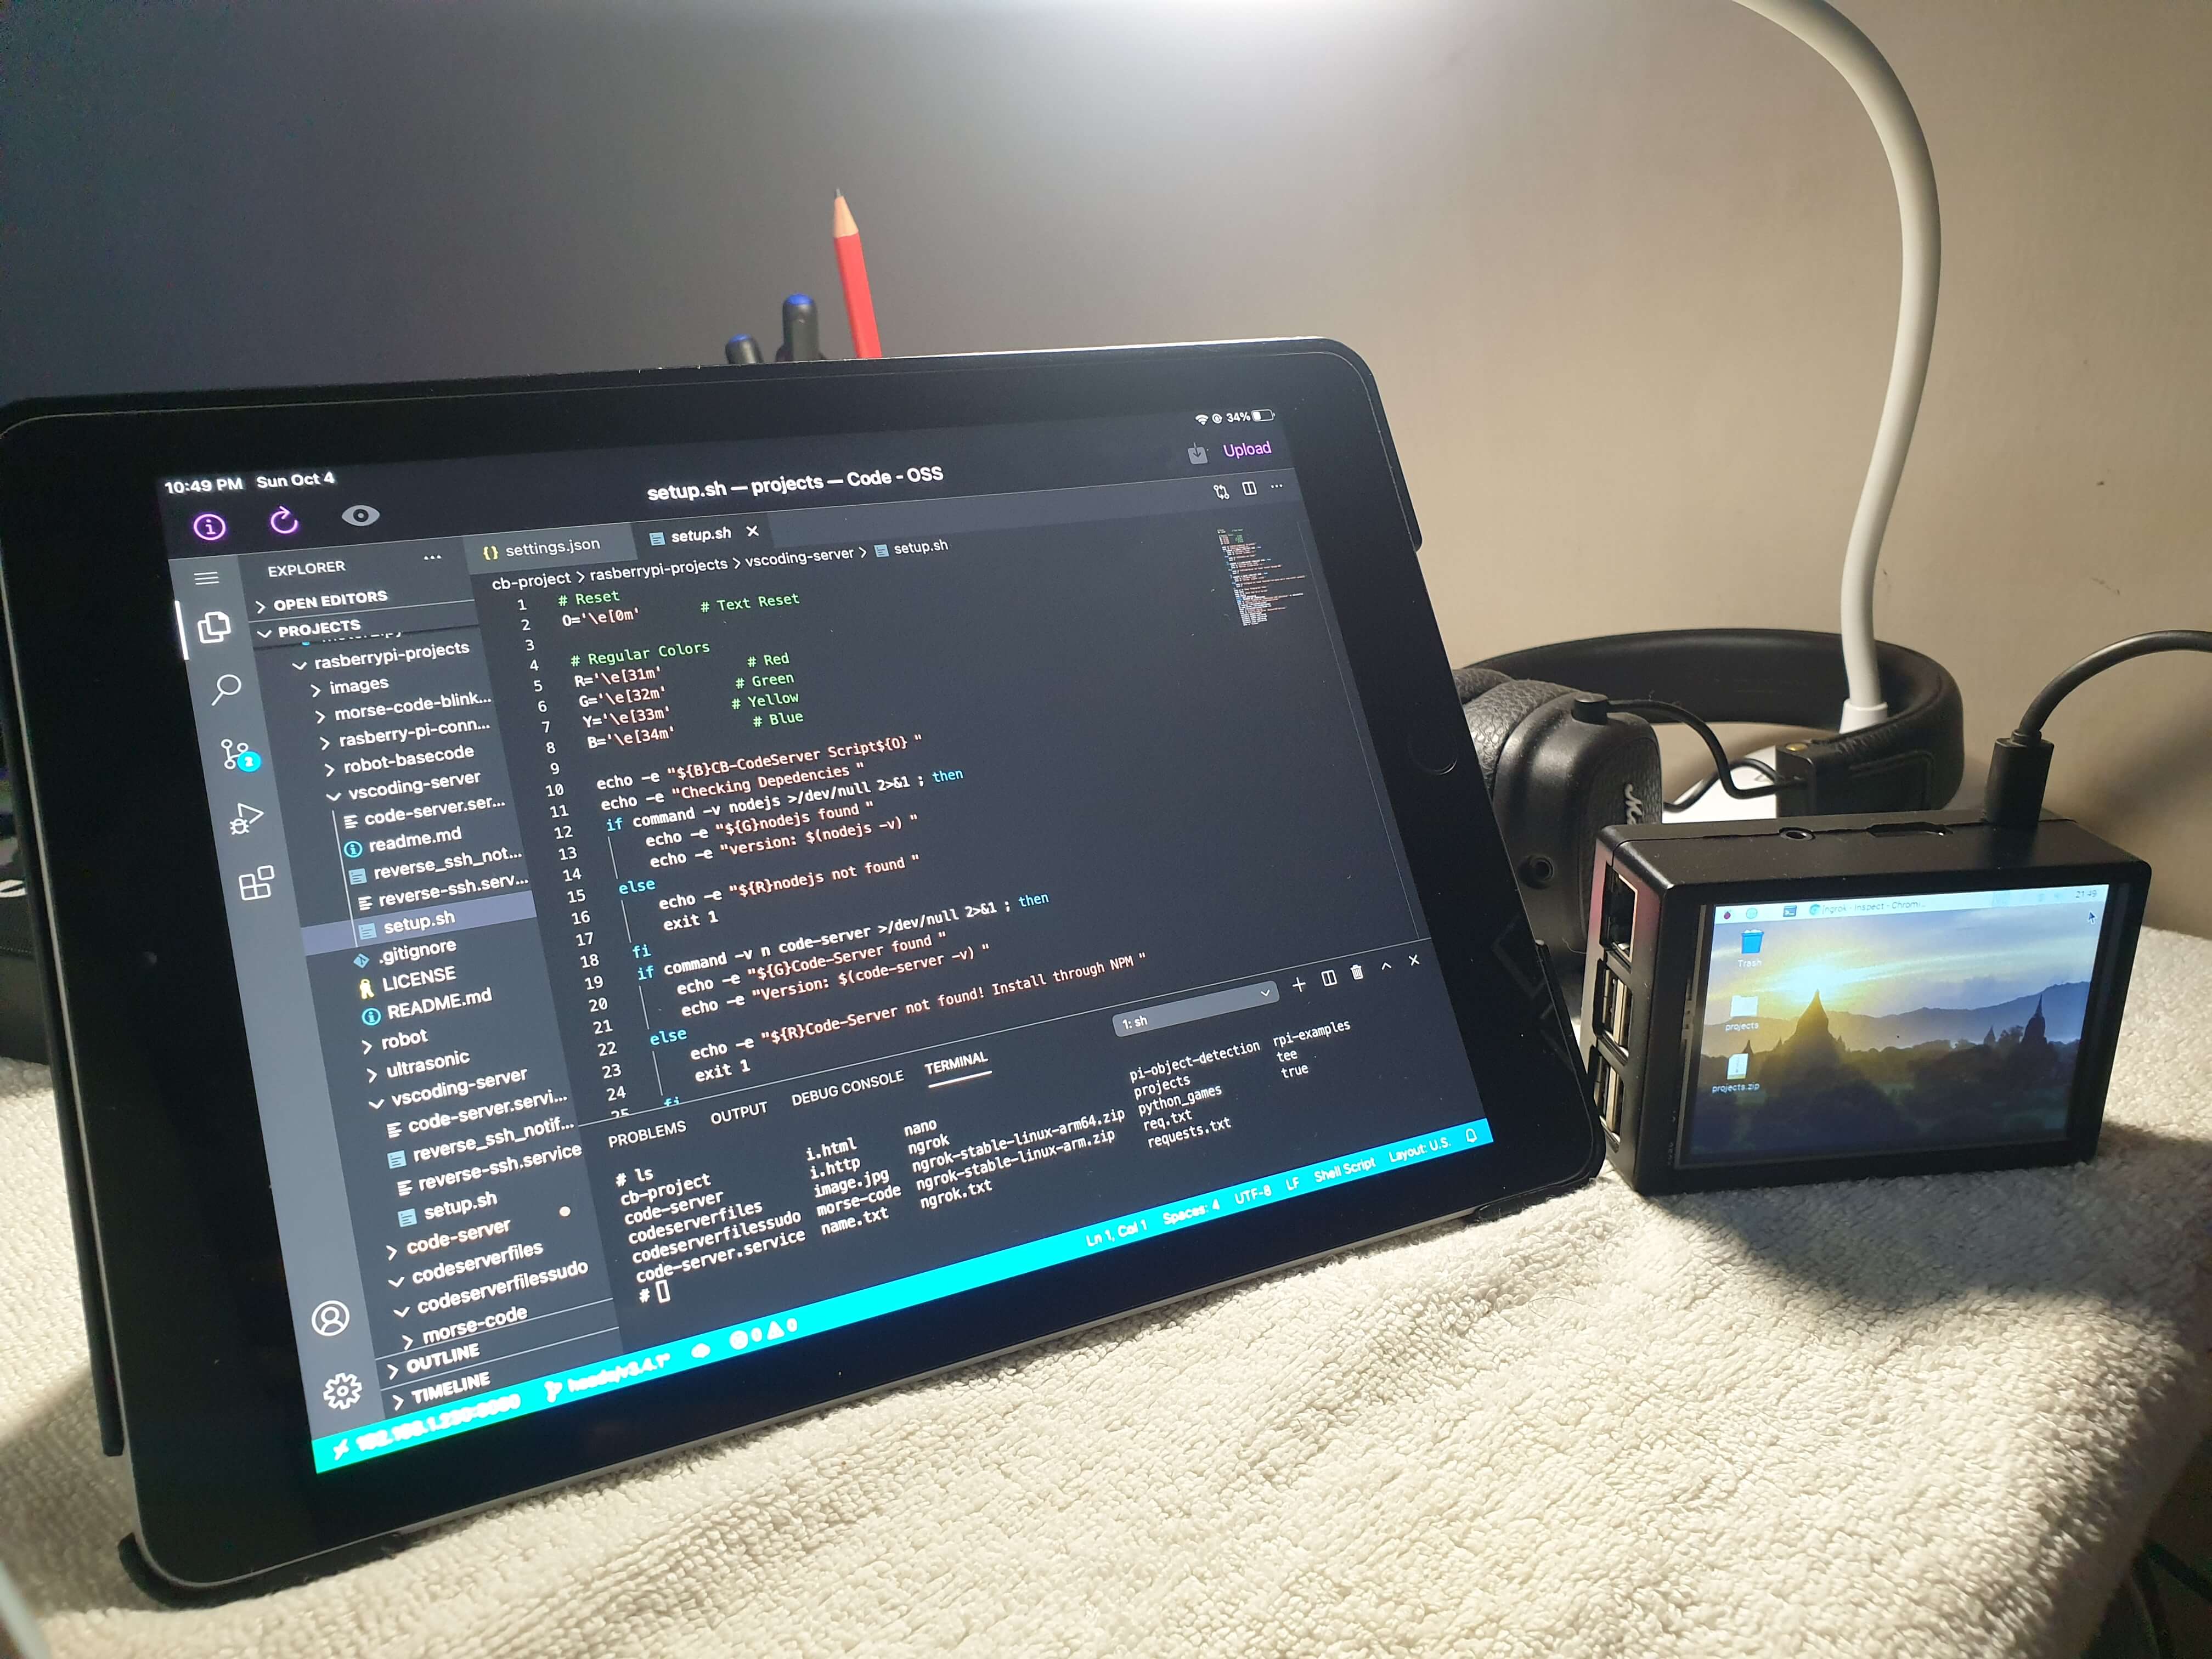 10:49 PM Sun Oct 4
34%
setup.sh — projects — Code - OSS
Upload
EXPLORER
OPEN EDITORS
PROJECTS
rasberrypi-projects
images
morse-code-blink...
rasberry-pi-conn...
robot-basecode
vscoding-server
code-server.ser...
readme.md
reverse_ssh_not...
reverse-ssh.serv...
setup.sh
.gitignore
LICENSE
README.md
robot
ultrasonic
vscoding-server
code-server.servi...
reverse_ssh_notif...
reverse-ssh.service
setup.sh
code-server
codeserverfiles
codeserverfilessudo
morse-code
OUTLINE
TIMELINE
2
settings.json
setup.sh
cb-project > rasberrypi-projects > vscoding-server > setup.sh
1 # Reset
2 O='\e[0m' # Text Reset
3
4 # Regular Colors
5 R='\e[31m' # Red
6 G='\e[32m' # Green
7 Y='\e[33m' # Yellow
8 B='\e[34m' # Blue
9
10 echo -e "${B}CB-CodeServer Script${O} "
11 echo -e "Checking Depedencies "
12 if command -v nodejs >/dev/null 2>&1 ; then
13 echo -e "${G}nodejs found "
14 echo -e "version: $(nodejs -v) "
15 else
16 echo -e "${R}nodejs not found "
17 exit 1
18 fi
19 if command -v n code-server >/dev/null 2>&1 ; then
20 echo -e "${G}Code-Server found "
21 echo -e "Version: $(code-server -v) "
22 else
23 echo -e "${R}Code-Server not found! Install through NPM "
24 exit 1
25 fi
PROBLEMS OUTPUT DEBUG CONSOLE TERMINAL
1: sh
# ls
cb-project i.html nano pi-object-detection rpi-examples
code-server i.http ngrok projects tee
codeserverfiles image.jpg ngrok-stable-linux-arm64.zip python_games true
codeserverfilessudo morse-code ngrok-stable-linux-arm.zip req.txt
code-server.service name.txt ngrok.txt requests.txt
#
0 0
Ln 1, Col 1 Spaces: 4 UTF-8 LF Shell Script Layout: U.S.
ngrok - Inspect - Chromi...
21:49
Trash
projects
projects.zip